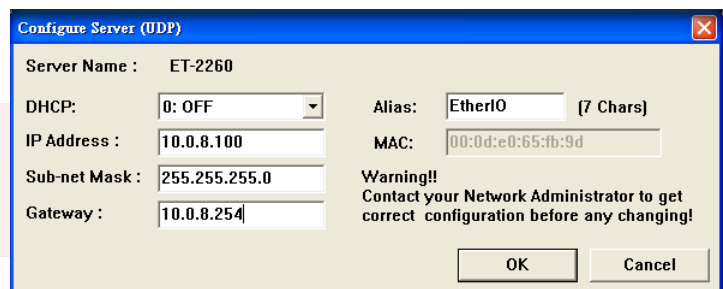 Configure Server (UDP)
Server Name : ET-2260
DHCP: 0: OFF
Alias: EtherIO (7 Chars)
IP Address : 10.0.8.100
MAC: 00:0d:e0:65:fb:9d
Sub-net Mask : 255.255.255.0
Gateway : 10.0.8.254
Warning!!
Contact your Network Administrator to get
correct configuration before any changing!
OK
Cancel